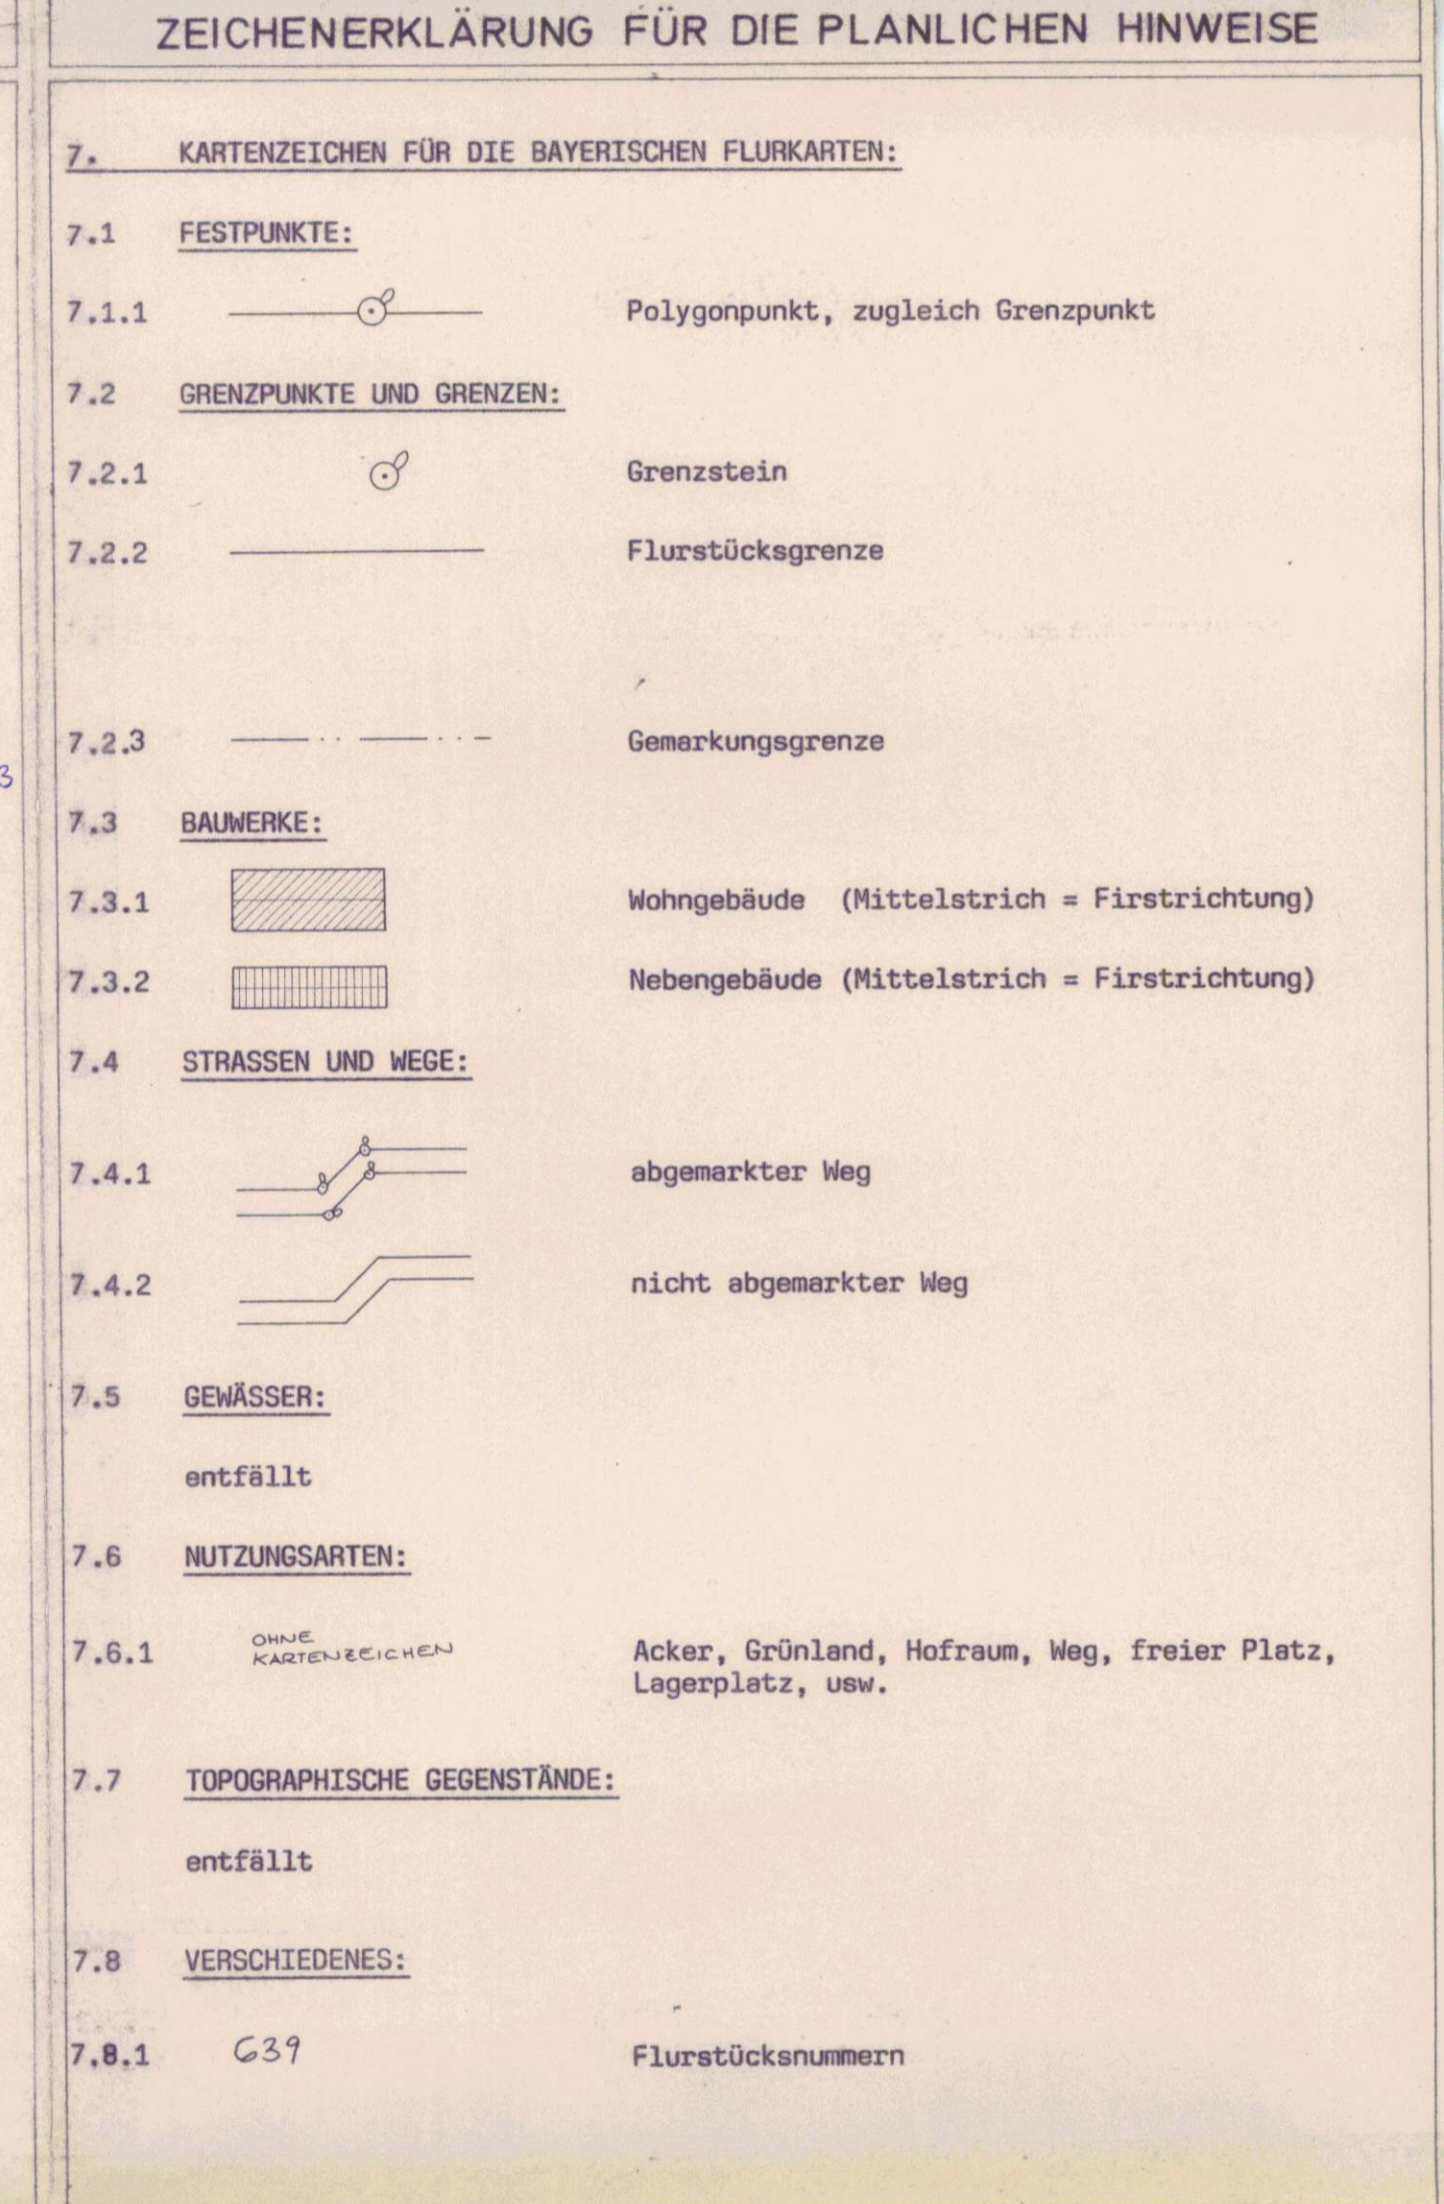 ZEICHENERKLÄRUNG FÜR DIE PLANLICHEN HINWEISE
7. KARTENZEICHEN FÜR DIE BAYERISCHEN FLURKARTEN:
7.1 FESTPUNKTE:
7.1.1 Polygonpunkt, zugleich Grenzpunkt
7.2 GRENZPUNKTE UND GRENZEN:
7.2.1 Grenzstein
7.2.2 Flurstücksgrenze
7.2.3 Gemarkungsgrenze
3
7.3 BAUWERKE:
7.3.1 Wohngebäude (Mittelstrich = Firstrichtung)
7.3.2 Nebengebäude (Mittelstrich = Firstrichtung)
7.4 STRASSEN UND WEGE:
7.4.1 abgemarkter Weg
7.4.2 nicht abgemarkter Weg
7.5 GEWÄSSER:
entfällt
7.6 NUTZUNGSARTEN:
7.6.1 OHNE KARTENZEICHEN Acker, Grünland, Hofraum, Weg, freier Platz,
Lagerplatz, usw.
7.7 TOPOGRAPHISCHE GEGENSTÄNDE:
entfällt
7.8 VERSCHIEDENES:
7.8.1 639 Flurstücksnummern